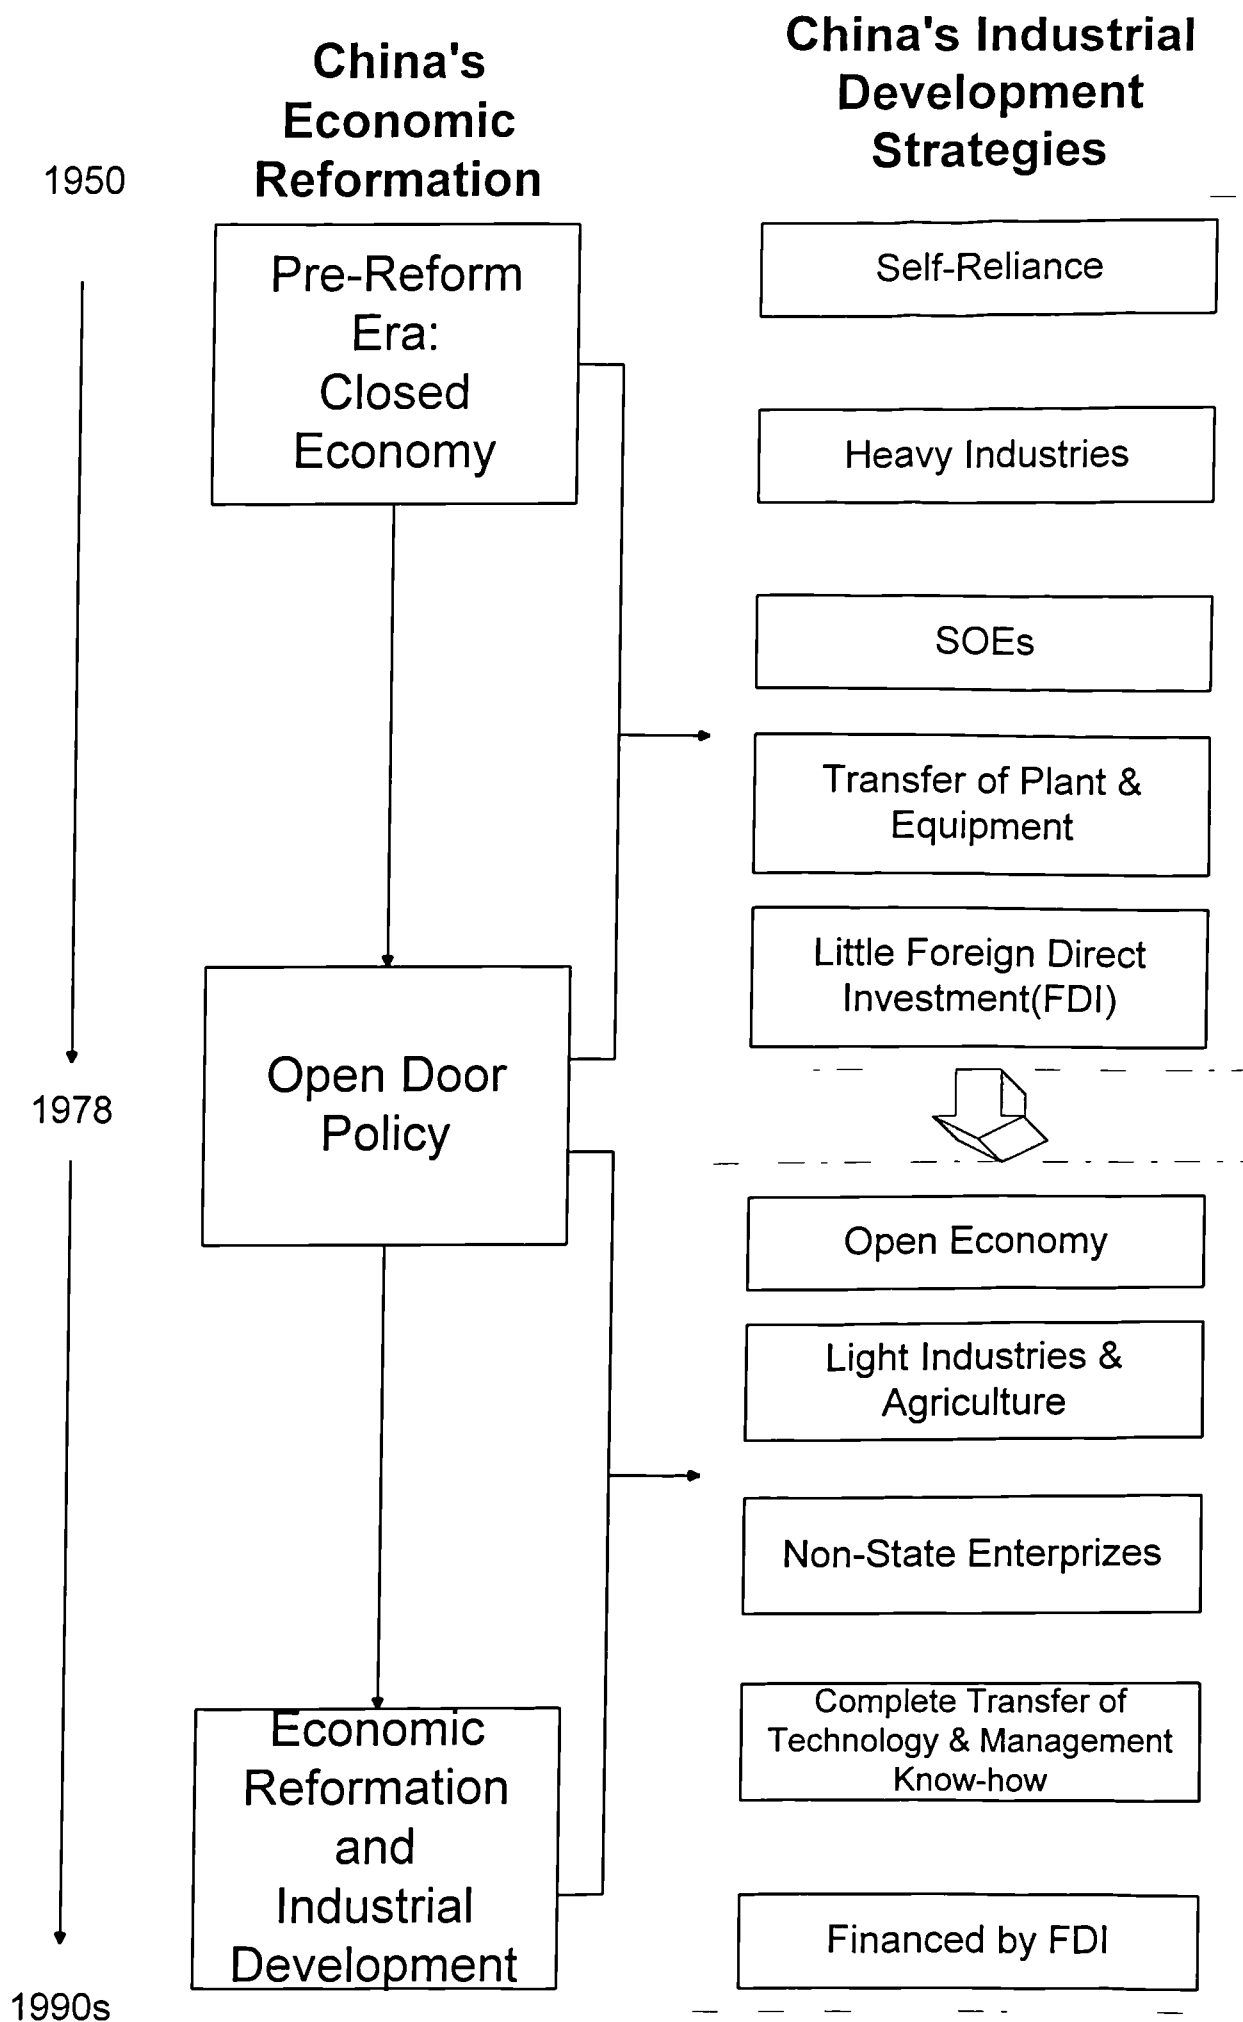 China's
Economic
Reformation
China's Industrial
Development
Strategies
1950
Pre-Reform
Era:
Closed
Economy
Self-Reliance
Heavy Industries
SOEs
Transfer of Plant &
Equipment
Little Foreign Direct
Investment(FDI)
1978
Open Door
Policy
Open Economy
Light Industries &
Agriculture
Non-State Enterprizes
Complete Transfer of
Technology & Management
Know-how
Economic
Reformation
and
Industrial
Development
Financed by FDI
1990s